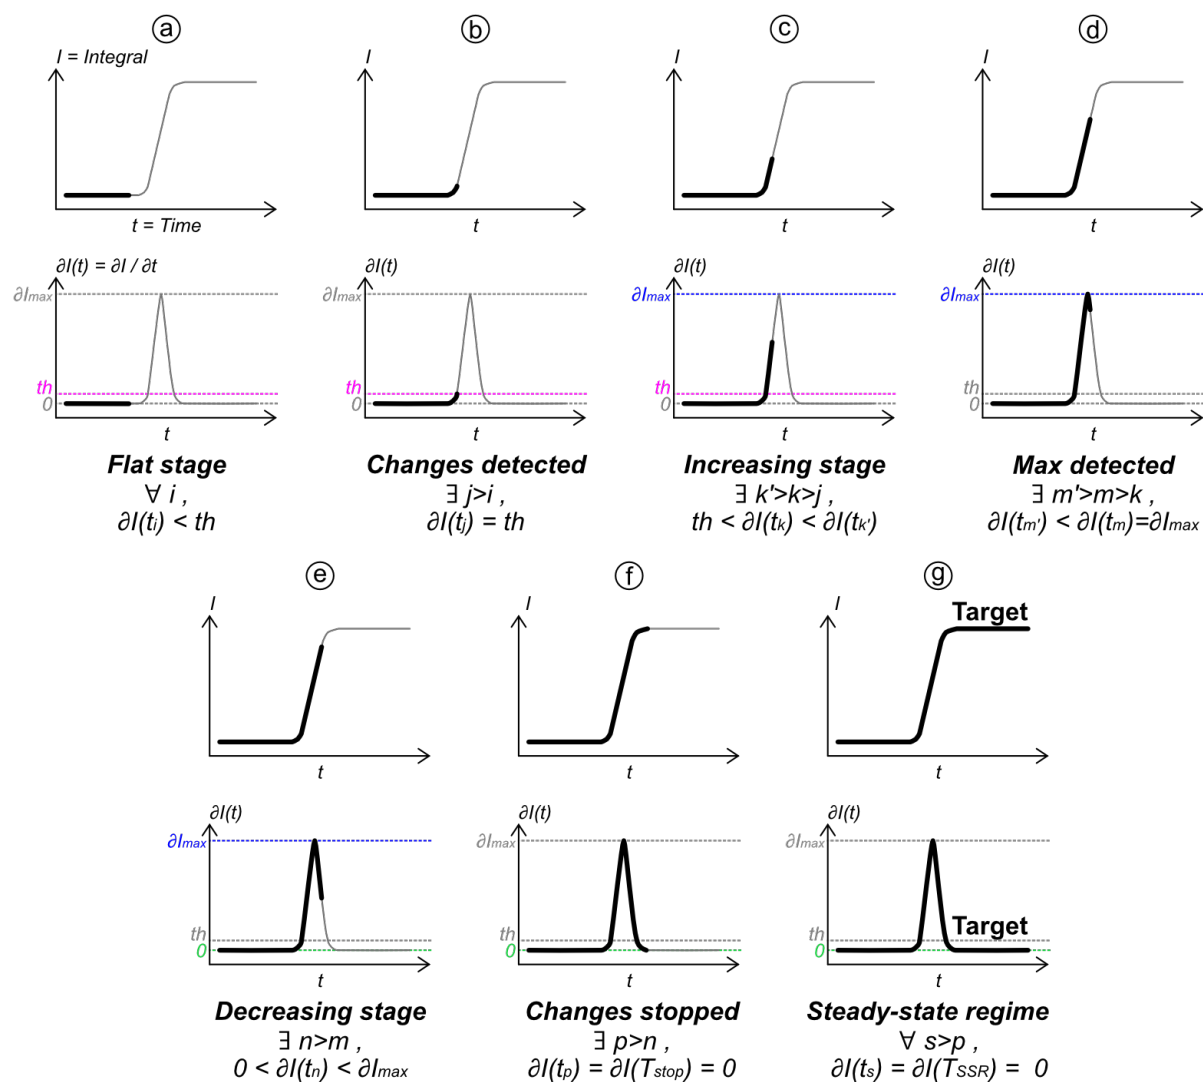 ⓐ
I = Integral
t = Time
∂I(t) = ∂I / ∂t
∂Imax
th
0
t
Flat stage
∀ i ,
∂I(ti) < th
ⓑ
I
t
∂I(t)
∂Imax
th
0
t
Changes detected
∃ j>i ,
∂I(tj) = th
ⓒ
I
t
∂I(t)
∂Imax
th
0
t
Increasing stage
∃ k'>k>j ,
th < ∂I(tk) < ∂I(tk')
ⓓ
I
t
∂I(t)
∂Imax
th
0
t
Max detected
∃ m'>m>k ,
∂I(tm') < ∂I(tm)=∂Imax
ⓔ
I
t
∂I(t)
∂Imax
th
0
t
Decreasing stage
∃ n>m ,
0 < ∂I(tn) < ∂Imax
ⓕ
I
t
∂I(t)
∂Imax
th
0
t
Changes stopped
∃ p>n ,
∂I(tp) = ∂I(Tstop) = 0
ⓖ
I
Target
t
∂I(t)
∂Imax
Target
th
0
t
Steady-state regime
∀ s>p ,
∂I(ts) = ∂I(TSSR) = 0